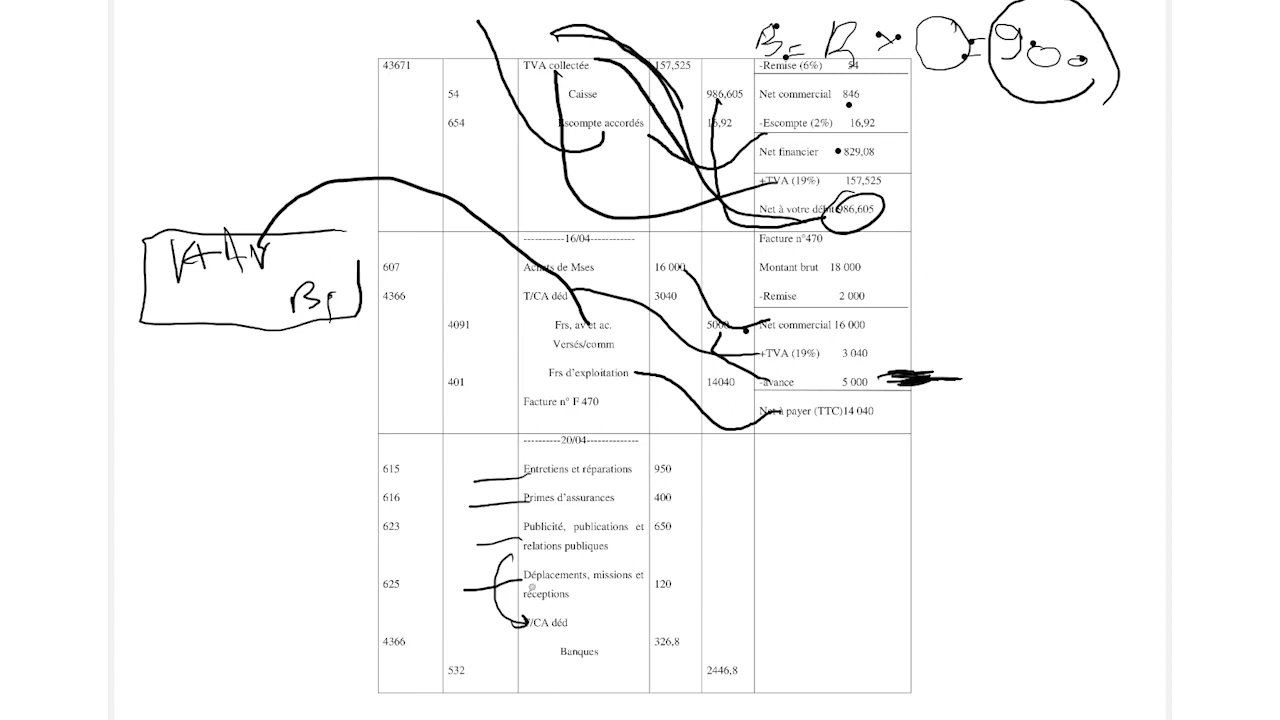 B = R
43671 TVA collectée 157,525 -Remise (6%) 54
54 Caisse 986,605 Net commercial 846
654 Escompte accordés 16,92 -Escompte (2%) 16,92
Net financier 829,08
+TVA (19%) 157,525
Net à votre débit 986,605
----------16/04------------ Facture n°470
607 Achats de Mses 16 000 Montant brut 18 000
4366 T/CA déd 3040 -Remise 2 000
4091 Frs, av et ac. 5000 Net commercial 16 000
Versés/comm
+TVA (19%) 3 040
Frs d’exploitation
401 14040 -avance 5 000
Facture n° F 470 Net à payer (TTC)14 040
----------20/04--------------
615 Entretiens et réparations 950
616 Primes d’assurances 400
623 Publicité, publications et 650
relations publiques
Déplacements, missions et
625 120
réceptions
T/CA déd
4366 326,8
Banques
532 2446,8